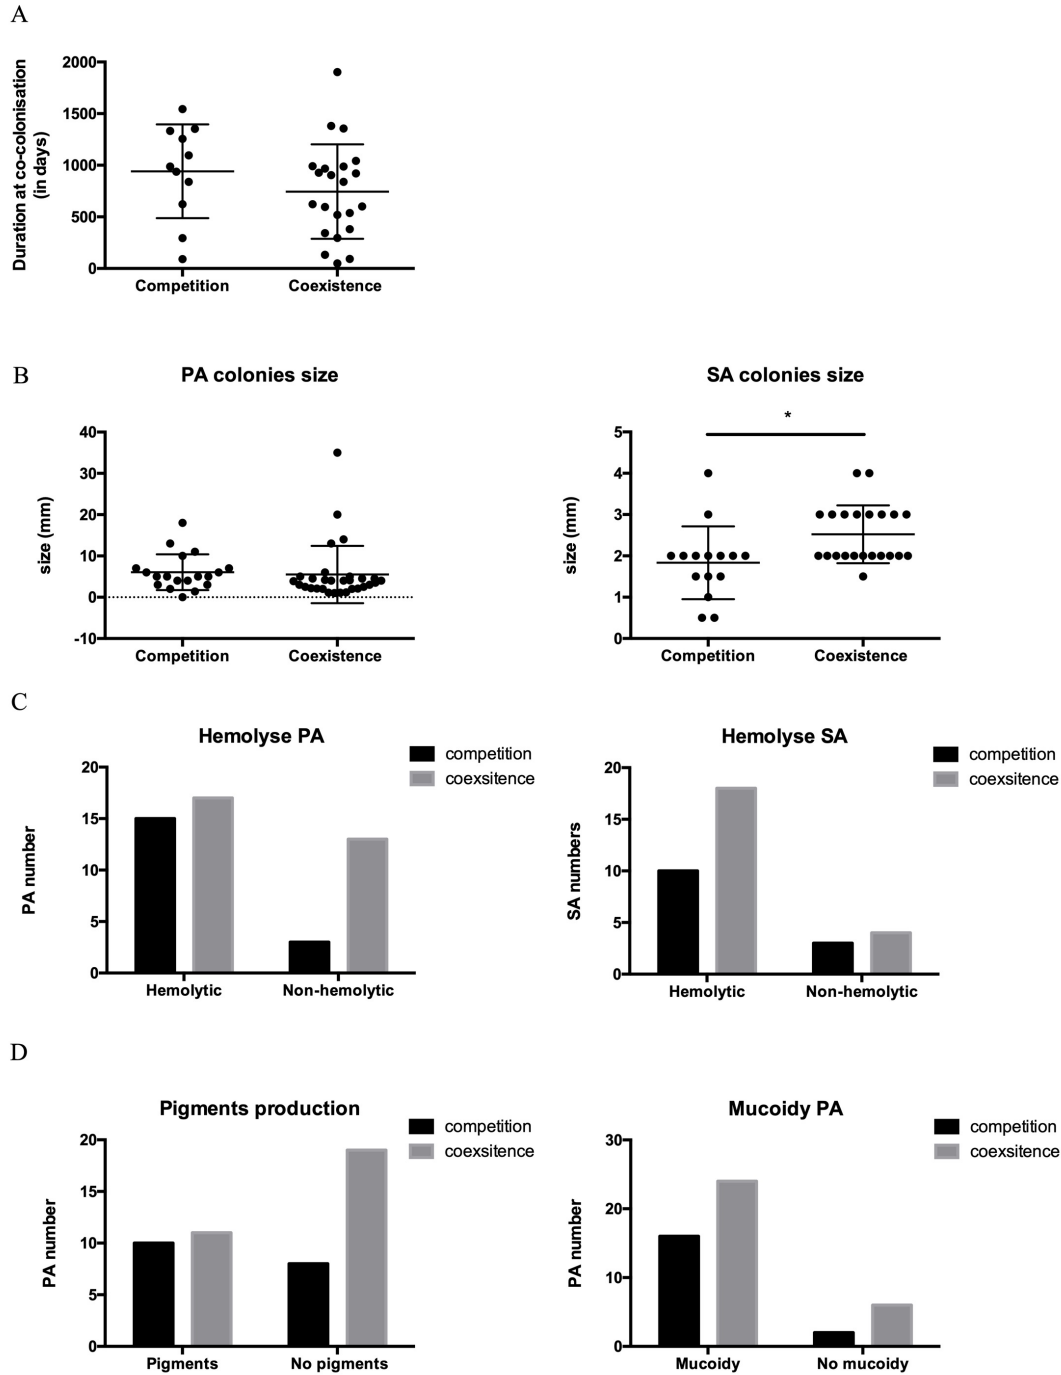 A
Duration at co-colonisation
(in days)
2000
1500
1000
500
0
Competition
Coexistence
B
PA colonies size
size (mm)
40
30
20
10
0
-10
Competition
Coexistence
SA colonies size
*
size (mm)
5
4
3
2
1
0
Competition
Coexistence
C
Hemolyse PA
competition
coexsitence
PA number
20
15
10
5
0
Hemolytic
Non-hemolytic
Hemolyse SA
competition
coexsitence
SA numbers
20
15
10
5
0
Hemolytic
Non-hemolytic
D
Pigments production
competition
coexsitence
PA number
20
15
10
5
0
Pigments
No pigments
Mucoidy PA
competition
coexsitence
PA number
30
20
10
0
Mucoidy
No mucoidy